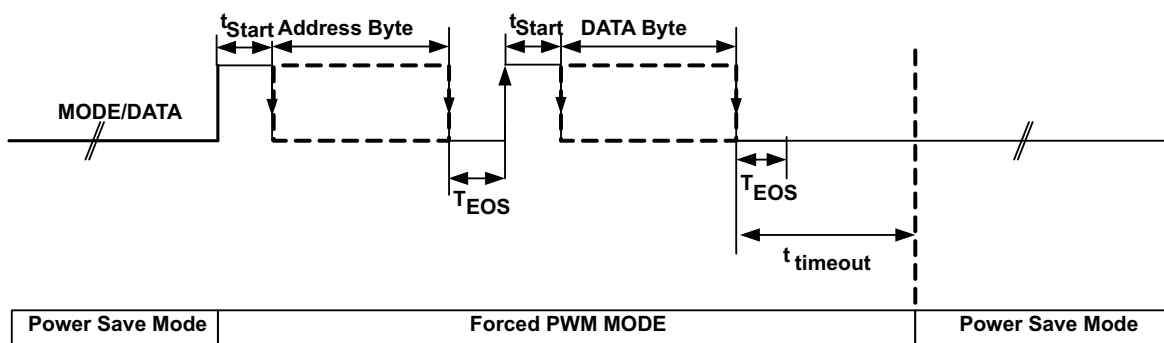 tStart Address Byte tStart DATA Byte
MODE/DATA
TEOS TEOS
t timeout
Power Save Mode Forced PWM MODE Power Save Mode